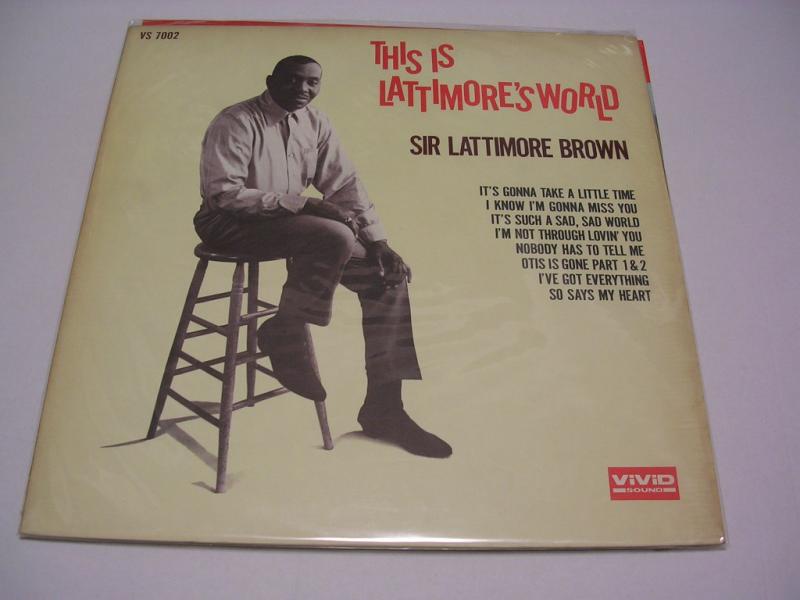 VS 7002
THIS IS
LATTIMORE'S WORLD
SIR LATTIMORE BROWN
IT'S GONNA TAKE A LITTLE TIME
I KNOW I'M GONNA MISS YOU
IT'S SUCH A SAD, SAD WORLD
I'M NOT THROUGH LOVIN' YOU
NOBODY HAS TO TELL ME
OTIS IS GONE PART 1 & 2
I'VE GOT EVERYTHING
SO SAYS MY HEART
ViViD
SOUND